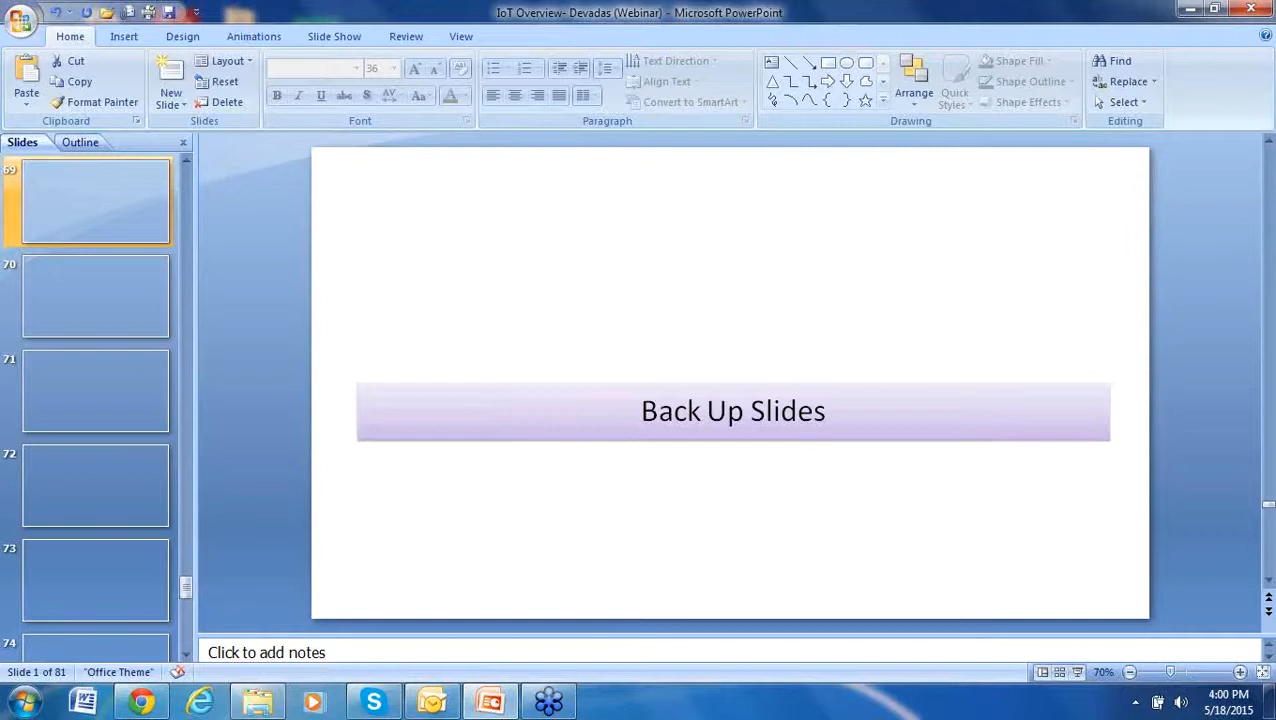 IoT Overview- Devadas (Webinar) - Microsoft PowerPoint
Home Insert Design Slide Show Animations Review View
Paste
Cut
Copy
Format Painter
Clipboard
New Slide
Layout
Reset
Delete
Slides
36
B I U abc S AV Aa A
Font
Text Direction
Align Text
Convert to SmartArt
Paragraph
Arrange
Quick Styles
Shape Fill
Shape Outline
Shape Effects
Drawing
Find
Replace
Select
Editing
Slides Outline
69
70
71
72
73
74
Back Up Slides
Click to add notes
Slide 1 of 81 "Office Theme" 70%
4:00 PM
5/18/2015